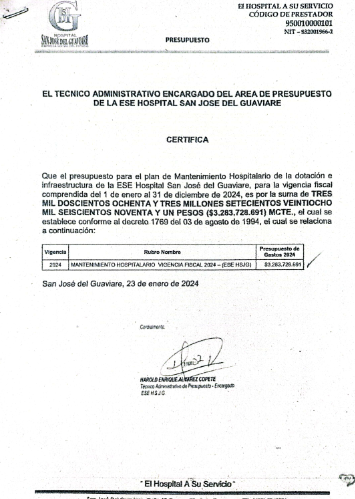 El HOSPITAL A SU SERVICIO
CÓDIGO DE PRESTADOR
950010000101
NIT - 832001966-2
HOSPITAL
SAN JOSE DEL GUAVIARE
PRESUPUESTO
EL TECNICO ADMINISTRATIVO ENCARGADO DEL AREA DE PRESUPUESTO
DE LA ESE HOSPITAL SAN JOSE DEL GUAVIARE
CERTIFICA
Que el presupuesto para el plan de Mantenimiento Hospitalario de la dotación e
infraestructura de la ESE Hospital San José del Guaviare, para la vigencia fiscal
comprendida del 1 de enero al 31 de diciembre de 2024, es por la suma de TRES
MIL DOSCIENTOS OCHENTA Y TRES MILLONES SETECIENTOS VEINTIOCHO
MIL SEISCIENTOS NOVENTA Y UN PESOS ($3.283.728.691) MCTE., el cual se
establece conforme al decreto 1769 del 03 de agosto de 1994, el cual se relaciona
a continuación:
Vigencia Rubro Nombre Presupuesto de Gastos 2024
2024 MANTENIMIENTO HOSPITALARIO VIGENCIA FISCAL 2024 – (ESE HSJG) $3.283.728.691
San José del Guaviare, 23 de enero de 2024
Cordialmente,
HAROLD ENRIQUE ALVAREZ COPETE
Técnico Administrativo de Presupuesto - Encargado
ESE H S J G
"El Hospital A Su Servicio"